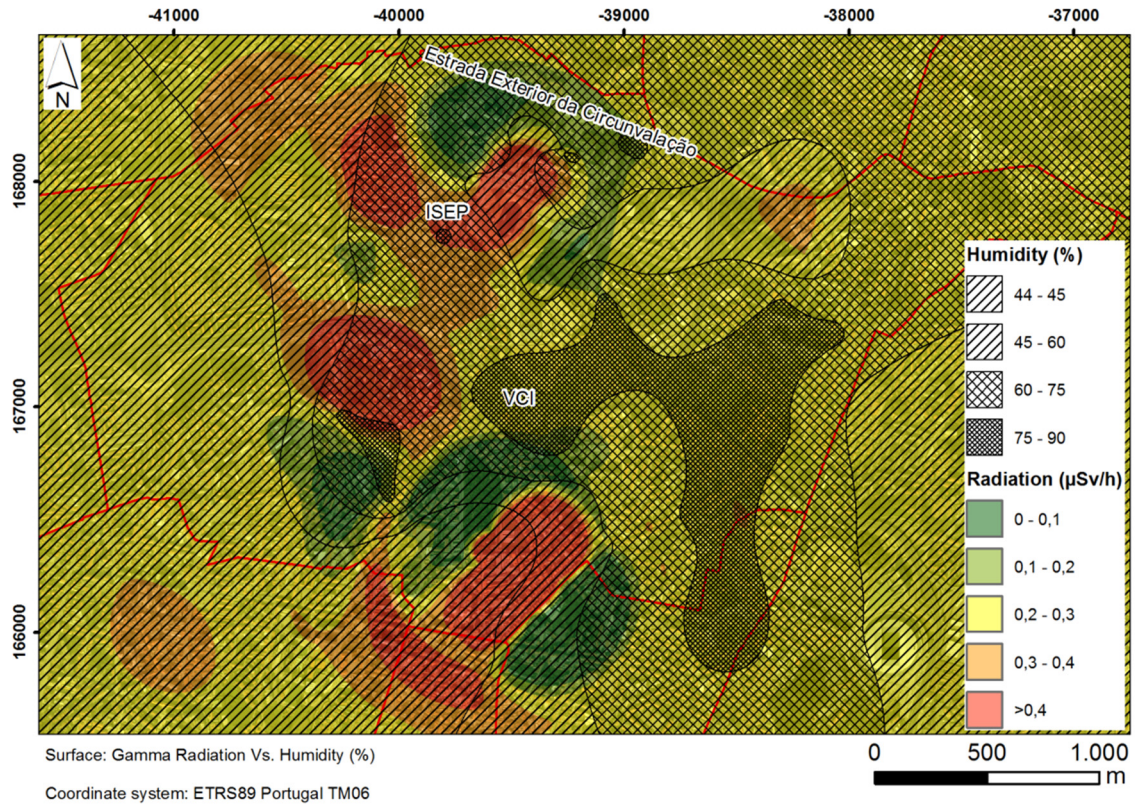 -41000 -40000 -39000 -38000 -37000
168000
167000
166000
N
Estrada Exterior da Circunvalação
ISEP
VCI
Humidity (%)
44 - 45
45 - 60
60 - 75
75 - 90
Radiation (µSv/h)
0 - 0,1
0,1 - 0,2
0,2 - 0,3
0,3 - 0,4
>0,4
Surface: Gamma Radiation Vs. Humidity (%)
Coordinate system: ETRS89 Portugal TM06
0 500 1.000
m